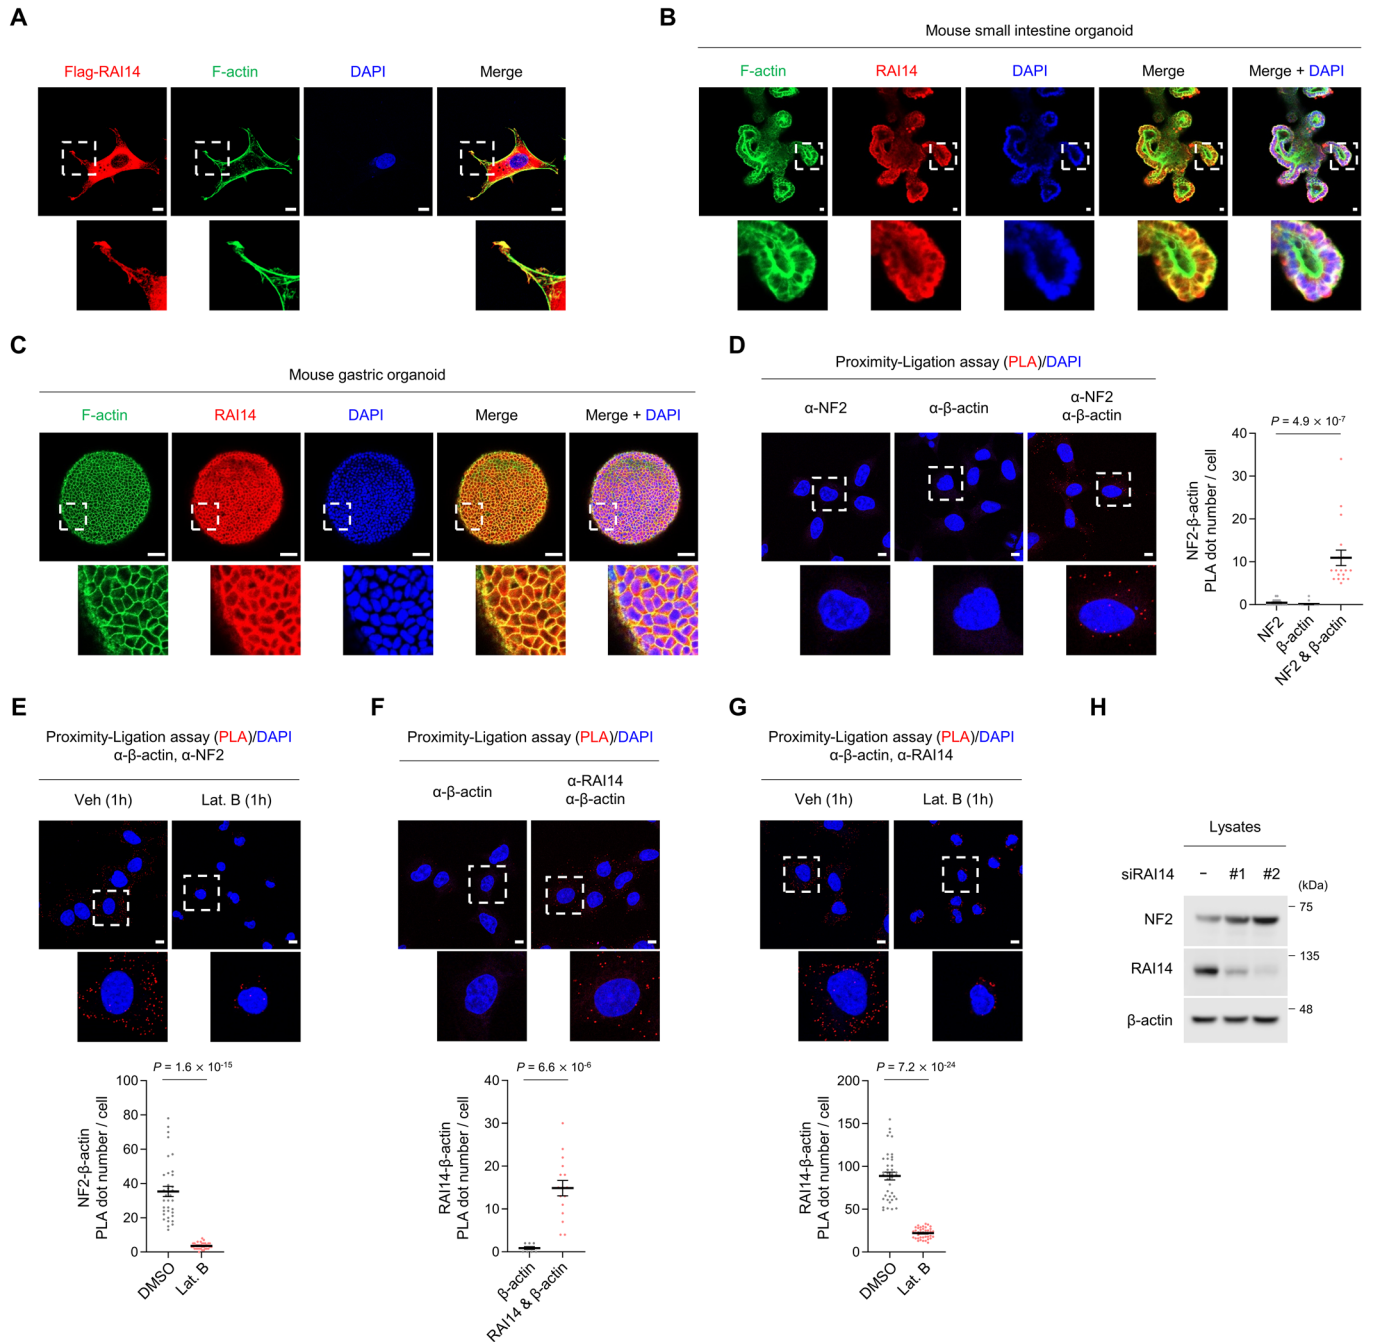 A
Flag-RAI14
F-actin
DAPI
Merge
B
Mouse small intestine organoid
F-actin
RAI14
DAPI
Merge
Merge + DAPI
C
Mouse gastric organoid
F-actin
RAI14
DAPI
Merge
Merge + DAPI
D
Proximity-Ligation assay (PLA)/DAPI
α-NF2
α-β-actin
α-NF2
α-β-actin
P = 4.9 × 10⁻⁷
NF2-β-actin
PLA dot number / cell
40
30
20
10
0
NF2
β-actin
NF2 & β-actin
E
Proximity-Ligation assay (PLA)/DAPI
α-β-actin, α-NF2
Veh (1h)
Lat. B (1h)
P = 1.6 × 10⁻¹⁵
NF2-β-actin
PLA dot number / cell
100
80
60
40
20
0
DMSO
Lat. B
F
Proximity-Ligation assay (PLA)/DAPI
α-β-actin
α-RAI14
α-β-actin
P = 6.6 × 10⁻⁶
RAI14-β-actin
PLA dot number / cell
40
30
20
10
0
β-actin
RAI14 & β-actin
G
Proximity-Ligation assay (PLA)/DAPI
α-β-actin, α-RAI14
Veh (1h)
Lat. B (1h)
P = 7.2 × 10⁻²⁴
RAI14-β-actin
PLA dot number / cell
200
150
100
50
0
DMSO
Lat. B
H
Lysates
siRAI14
–
#1
#2
(kDa)
NF2
75
RAI14
135
β-actin
48